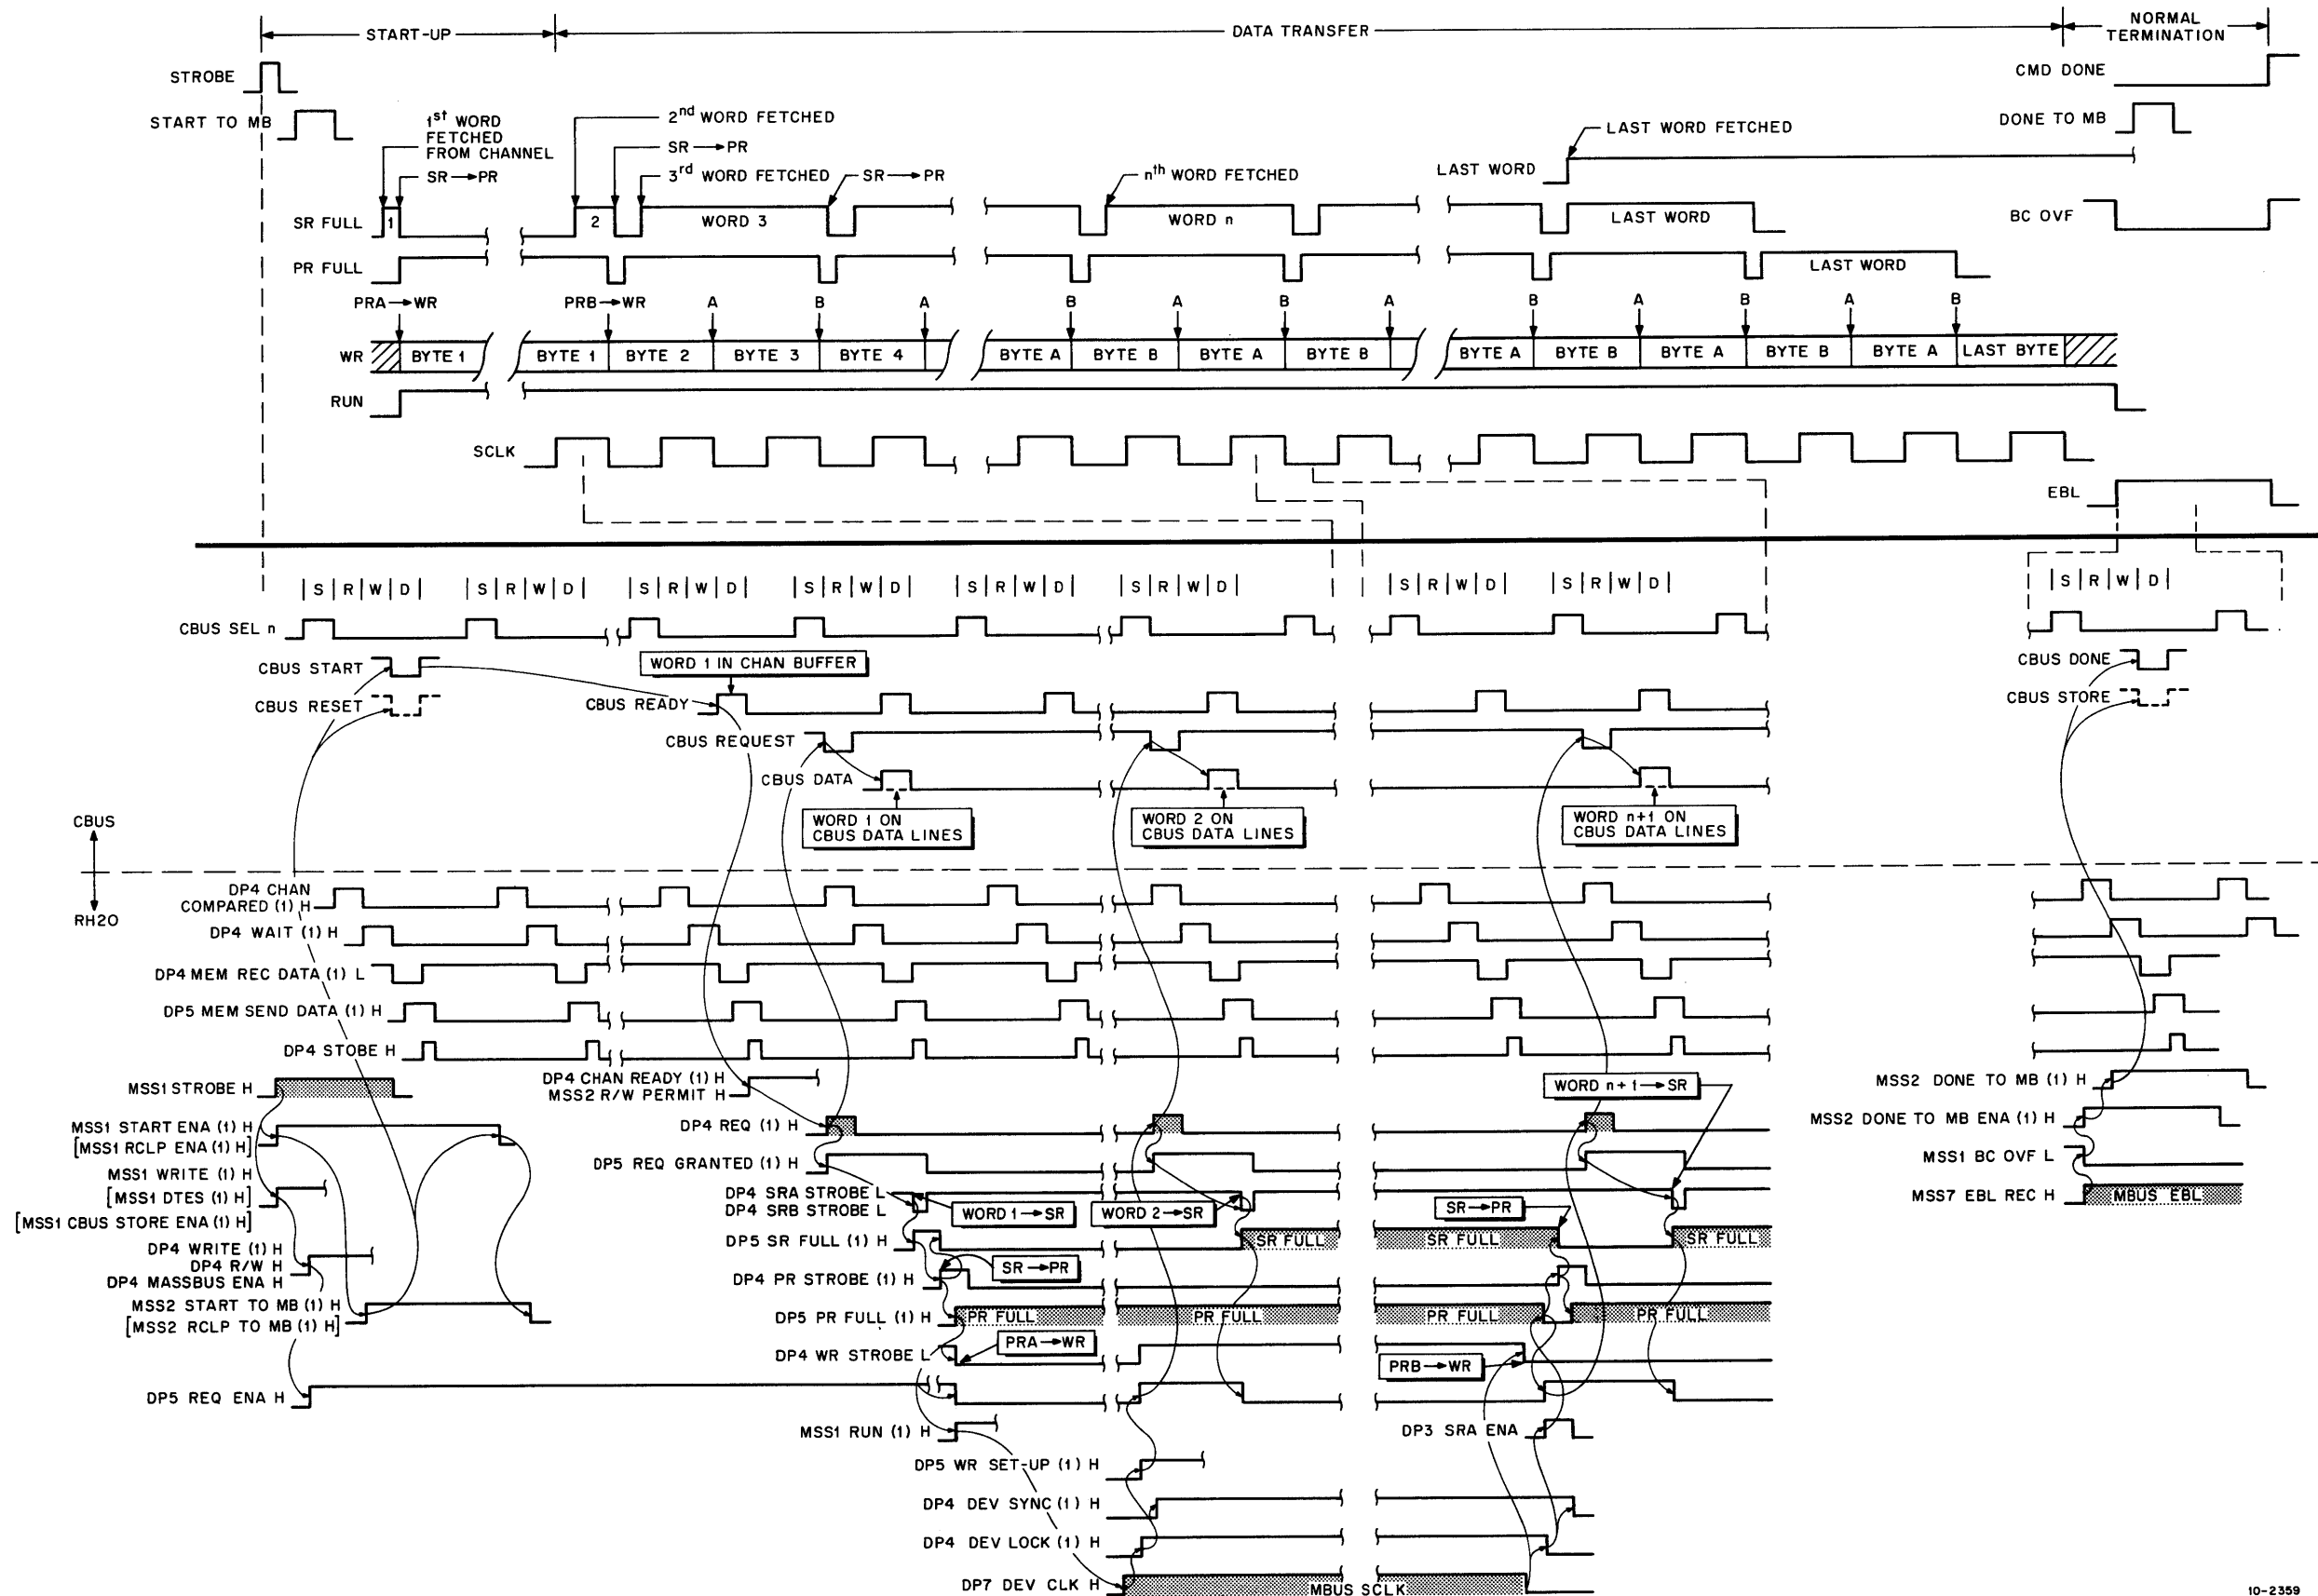 START-UP
DATA TRANSFER
NORMAL
TERMINATION
STROBE
CMD DONE
START TO MB
1st WORD
FETCHED
FROM CHANNEL
2nd WORD FETCHED
LAST WORD FETCHED
DONE TO MB
SR → PR
SR → PR
3rd WORD FETCHED
SR → PR
nth WORD FETCHED
LAST WORD
SR FULL
1
2
WORD 3
WORD n
LAST WORD
BC OVF
PR FULL
LAST WORD
PRA → WR
PRB → WR
A
B
A
B
A
B
A
B
A
B
A
B
WR
BYTE 1
BYTE 1
BYTE 2
BYTE 3
BYTE 4
BYTE A
BYTE B
BYTE A
BYTE B
BYTE A
BYTE B
BYTE A
BYTE B
BYTE A
LAST BYTE
RUN
SCLK
EBL
S R W D
S R W D
S R W D
S R W D
S R W D
S R W D
S R W D
S R W D
S R W D
CBUS SEL n
CBUS START
WORD 1 IN CHAN BUFFER
CBUS DONE
CBUS RESET
CBUS READY
CBUS STORE
CBUS REQUEST
CBUS DATA
WORD 1 ON
CBUS DATA LINES
WORD 2 ON
CBUS DATA LINES
WORD n+1 ON
CBUS DATA LINES
CBUS
RH20
DP4 CHAN
COMPARED (1) H
DP4 WAIT (1) H
DP4 MEM REC DATA (1) L
DP5 MEM SEND DATA (1) H
DP4 STOBE H
MSS1 STROBE H
DP4 CHAN READY (1) H
MSS2 R/W PERMIT H
WORD n+1 → SR
MSS2 DONE TO MB (1) H
MSS1 START ENA (1) H
[MSS1 RCLP ENA (1) H]
DP4 REQ (1) H
MSS2 DONE TO MB ENA (1) H
MSS1 WRITE (1) H
[MSS1 DTES (1) H]
[MSS1 CBUS STORE ENA (1) H]
DP5 REQ GRANTED (1) H
MSS1 BC OVF L
DP4 SRA STROBE L
DP4 SRB STROBE L
WORD 1 → SR
WORD 2 → SR
SR → PR
MSS7 EBL REC H
MBUS EBL
DP5 SR FULL (1) H
SR FULL
SR FULL
SR FULL
DP4 WRITE (1) H
DP4 R/W H
DP4 MASSBUS ENA H
DP4 PR STROBE (1) H
SR → PR
MSS2 START TO MB (1) H
[MSS2 RCLP TO MB (1) H]
DP5 PR FULL (1) H
PR FULL
PR FULL
PR FULL
PR FULL
DP4 WR STROBE L
PRA → WR
PRB → WR
DP5 REQ ENA H
MSS1 RUN (1) H
DP3 SRA ENA
DP5 WR SET-UP (1) H
DP4 DEV SYNC (1) H
DP4 DEV LOCK (1) H
DP7 DEV CLK H
MBUS SCLK
10-2359